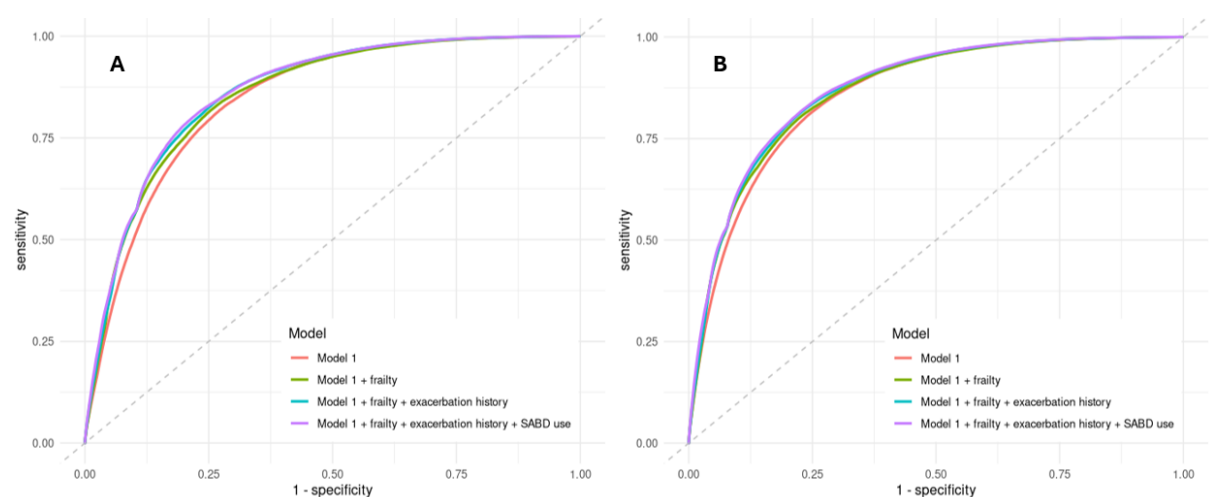 A
sensitivity
1.00
0.75
0.50
0.25
0.00
Model
Model 1
Model 1 + frailty
Model 1 + frailty + exacerbation history
Model 1 + frailty + exacerbation history + SABD use
0.00 0.25 0.50 0.75 1.00
1 - specificity
B
sensitivity
1.00
0.75
0.50
0.25
0.00
Model
Model 1
Model 1 + frailty
Model 1 + frailty + exacerbation history
Model 1 + frailty + exacerbation history + SABD use
0.00 0.25 0.50 0.75 1.00
1 - specificity